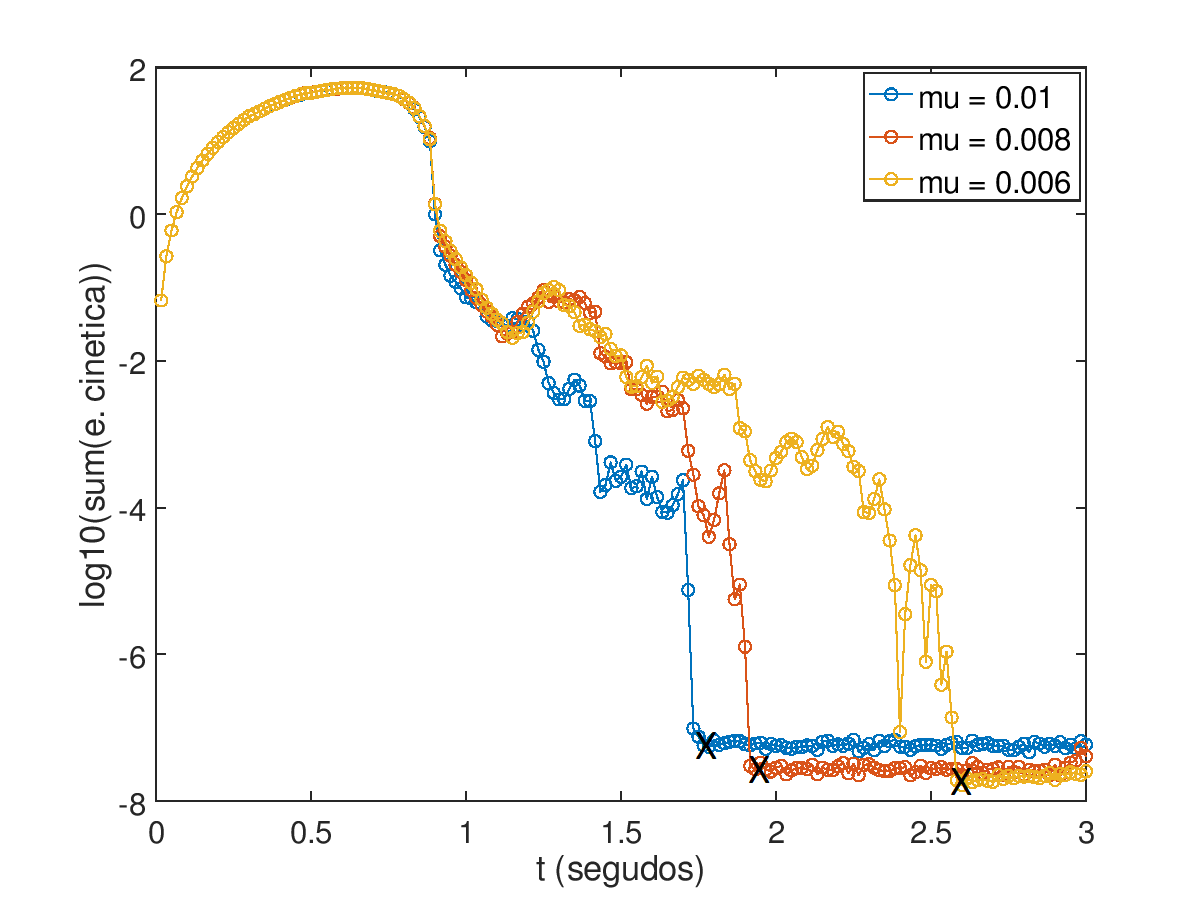 2
0
-2
-4
-6
-8
0
0.5
1
1.5
2
2.5
3
log10(sum(e. cinetica))
t (segudos)
mu = 0.01
mu = 0.008
mu = 0.006
X
X
X